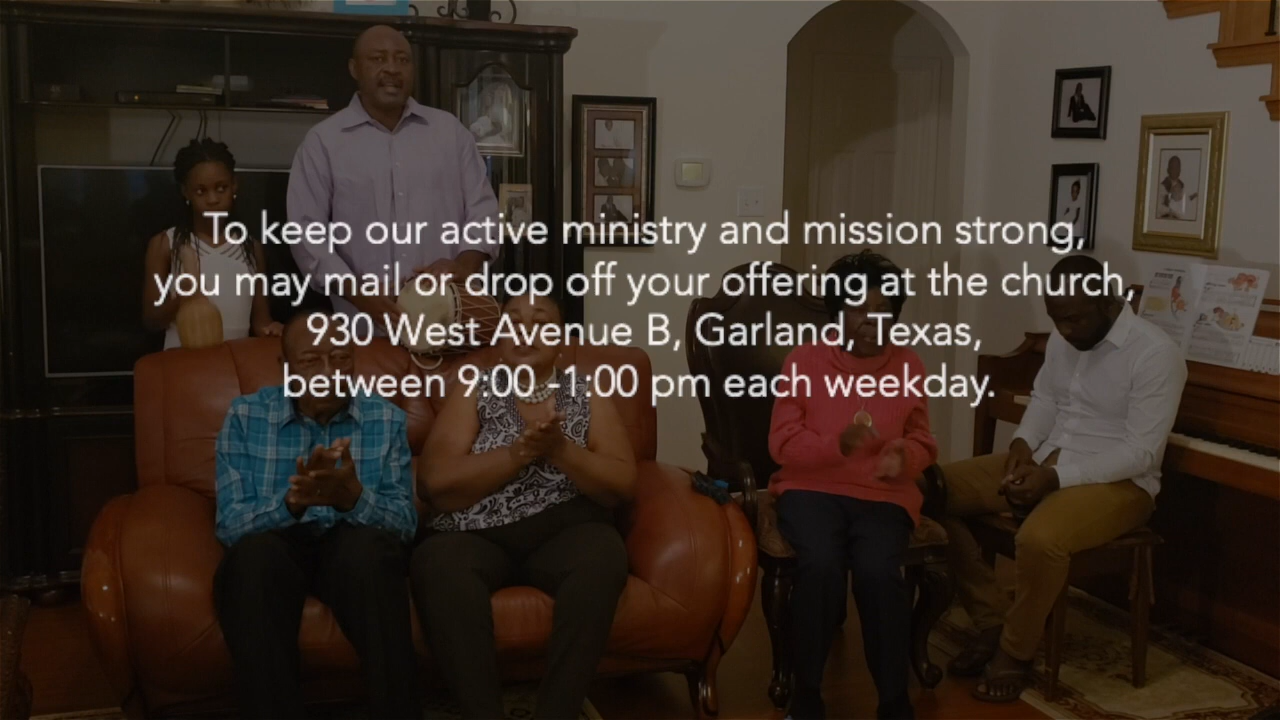 To keep our active ministry and mission strong,
you may mail or drop off your offering at the church,
930 West Avenue B, Garland, Texas,
between 9:00 -1:00 pm each weekday.